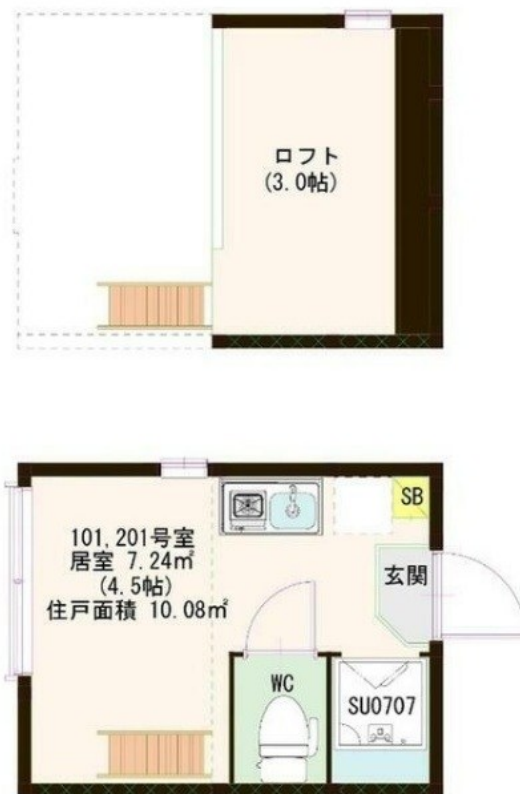 ロフト
(3.0帖)
SB
101,201号室
居室 7.24㎡
(4.5帖)
住戸面積 10.08㎡
玄関
WC
SU0707